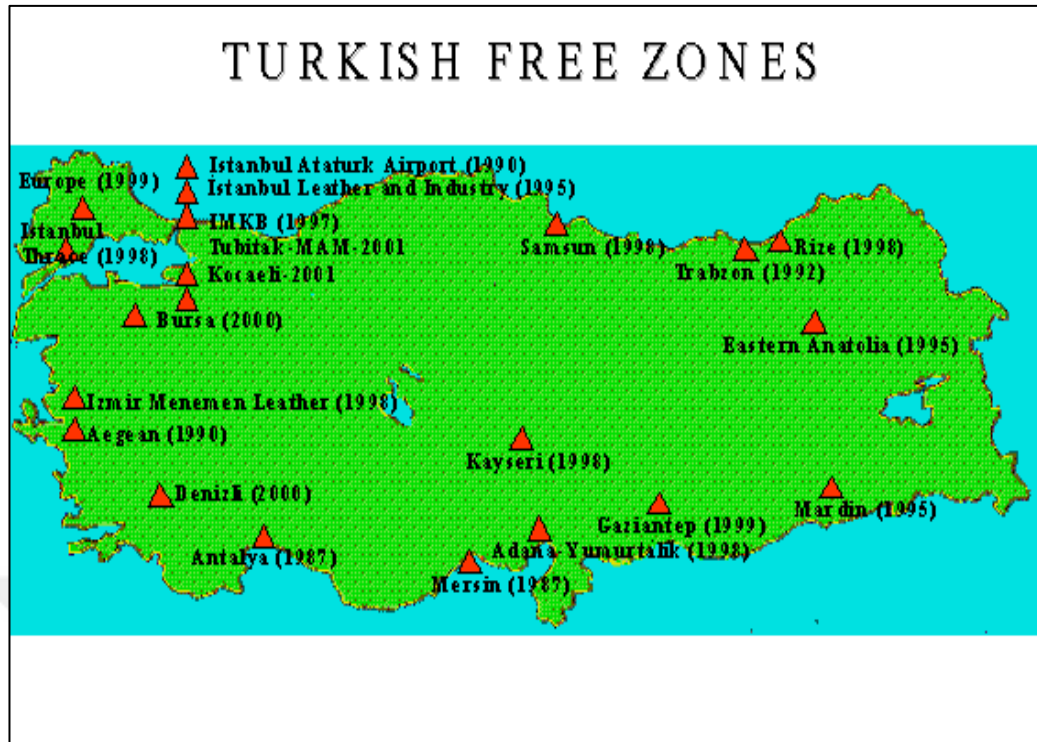 TURKISH FREE ZONES
Istanbul Ataturk Airport (1990)
Europe (1999)
İstanbul Leather and Industry (1995)
IMKB (1997)
Istanbul
Thrace (1998)
Tubitak-MAM-2001
Kocaeli-2001
Samsun (1998)
Rize (1998)
Trabzon (1992)
Bursa (2000)
Eastern Anatolia (1995)
Izmir Menemen Leather (1998)
Aegean (1990)
Kayseri (1998)
Denizli (2000)
Mardin (1995)
Gaziantep (1999)
Antalya (1987)
Adana-Yumurtalik (1998)
Mersin (1987)